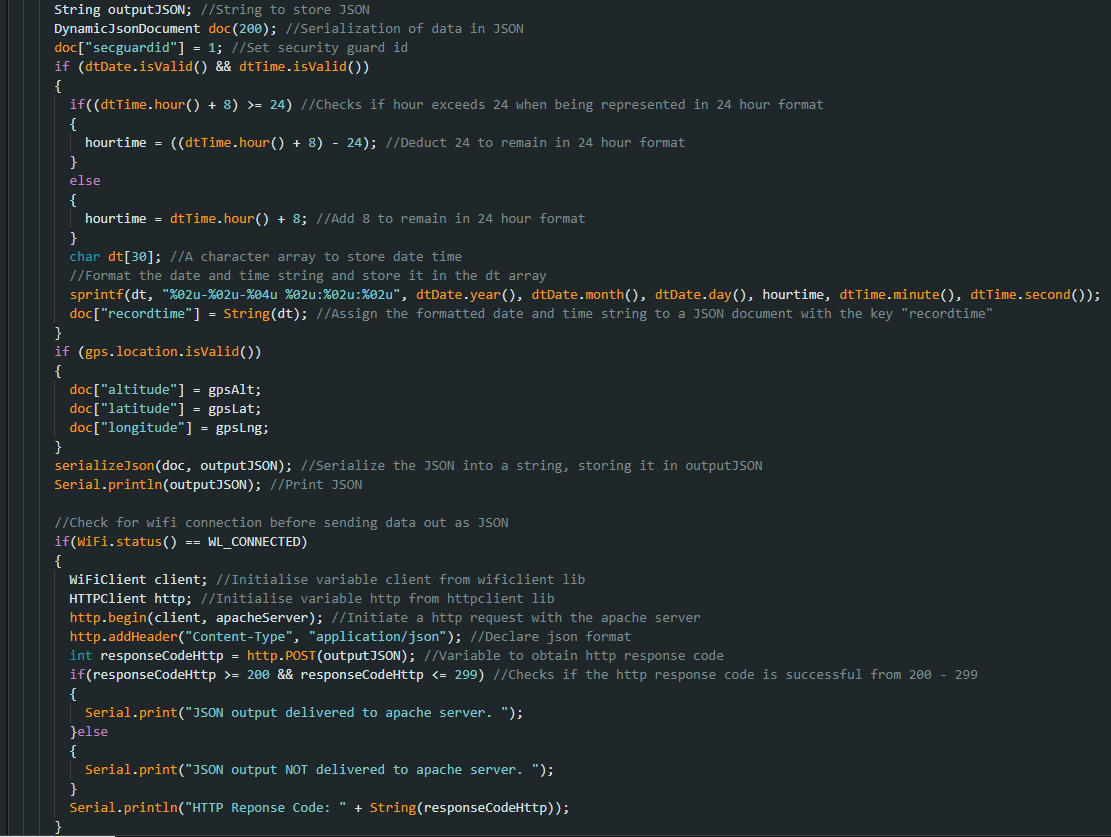 String outputJSON; //String to store JSON
DynamicJsonDocument doc(200); //Serialization of data in JSON
doc["secguardid"] = 1; //Set security guard id
if (dtDate.isValid() && dtTime.isValid())
{
if((dtTime.hour() + 8) >= 24) //Checks if hour exceeds 24 when being represented in 24 hour format
{
hourtime = ((dtTime.hour() + 8) - 24); //Deduct 24 to remain in 24 hour format
}
else
{
hourtime = dtTime.hour() + 8; //Add 8 to remain in 24 hour format
}
char dt[30]; //A character array to store date time
//Format the date and time string and store it in the dt array
sprintf(dt, "%02u-%02u-%04u %02u:%02u:%02u", dtDate.year(), dtDate.month(), dtDate.day(), hourtime, dtTime.minute(), dtTime.second());
doc["recordtime"] = String(dt); //Assign the formatted date and time string to a JSON document with the key "recordtime"
}
if (gps.location.isValid())
{
doc["altitude"] = gpsAlt;
doc["latitude"] = gpsLat;
doc["longitude"] = gpsLng;
}
serializeJson(doc, outputJSON); //Serialize the JSON into a string, storing it in outputJSON
Serial.println(outputJSON); //Print JSON
//Check for wifi connection before sending data out as JSON
if(WiFi.status() == WL_CONNECTED)
{
WiFiClient client; //Initialise variable client from wificlient lib
HTTPClient http; //Initialise variable http from httpclient lib
http.begin(client, apacheServer); //Initiate a http request with the apache server
http.addHeader("Content-Type", "application/json"); //Declare json format
int responseCodeHttp = http.POST(outputJSON); //Variable to obtain http response code
if(responseCodeHttp >= 200 && responseCodeHttp <= 299) //Checks if the http response code is successful from 200 - 299
{
Serial.print("JSON output delivered to apache server. ");
}else
{
Serial.print("JSON output NOT delivered to apache server. ");
}
Serial.println("HTTP Reponse Code: " + String(responseCodeHttp));
}